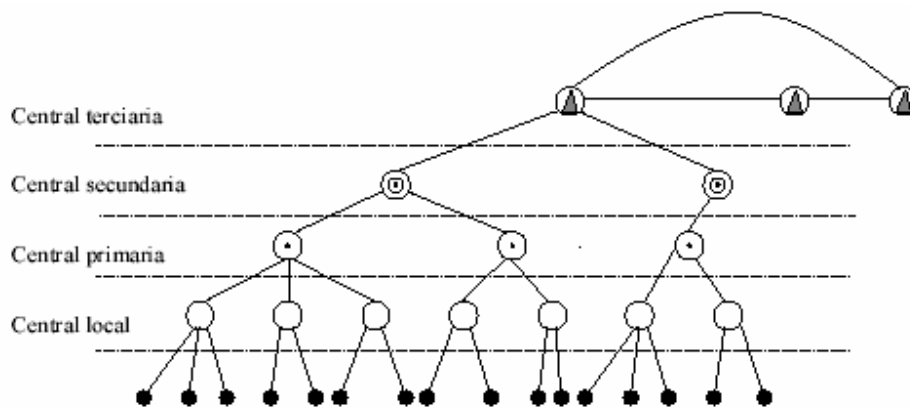 Central terciaria
Central secundaria
Central primaria
Central local